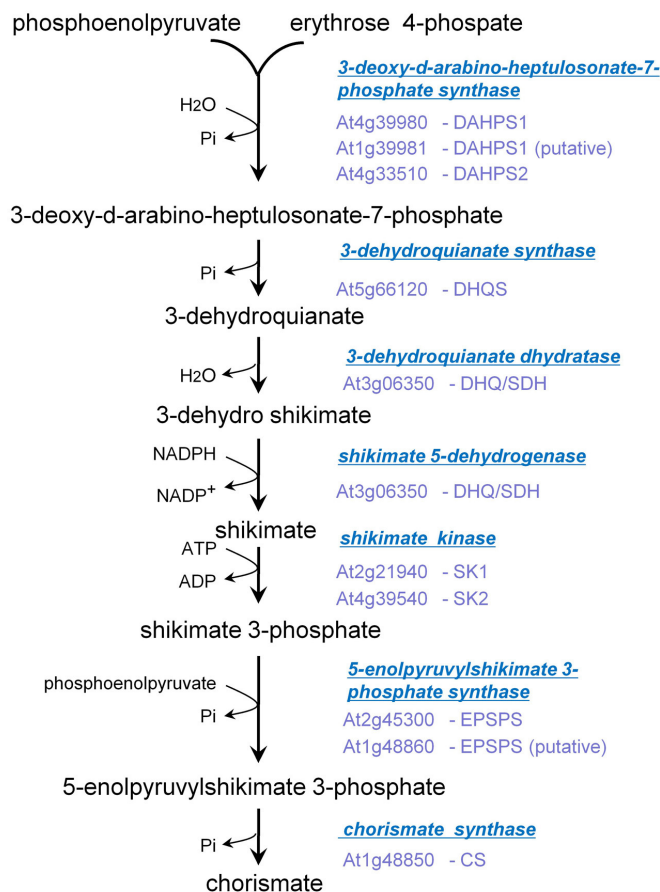 phosphoenolpyruvate erythrose 4-phospate
3-deoxy-d-arabino-heptulosonate-7-
phosphate synthase
H2O
Pi
At4g39980 - DAHPS1
At1g39981 - DAHPS1 (putative)
At4g33510 - DAHPS2
3-deoxy-d-arabino-heptulosonate-7-phosphate
3-dehydroquianate synthase
Pi
At5g66120 - DHQS
3-dehydroquianate
3-dehydroquianate dhydratase
H2O
At3g06350 - DHQ/SDH
3-dehydro shikimate
NADPH
shikimate 5-dehydrogenase
NADP+
At3g06350 - DHQ/SDH
shikimate
shikimate kinase
ATP
ADP
At2g21940 - SK1
At4g39540 - SK2
shikimate 3-phosphate
5-enolpyruvylshikimate 3-
phosphate synthase
phosphoenolpyruvate
Pi
At2g45300 - EPSPS
At1g48860 - EPSPS (putative)
5-enolpyruvylshikimate 3-phosphate
chorismate synthase
Pi
At1g48850 - CS
chorismate